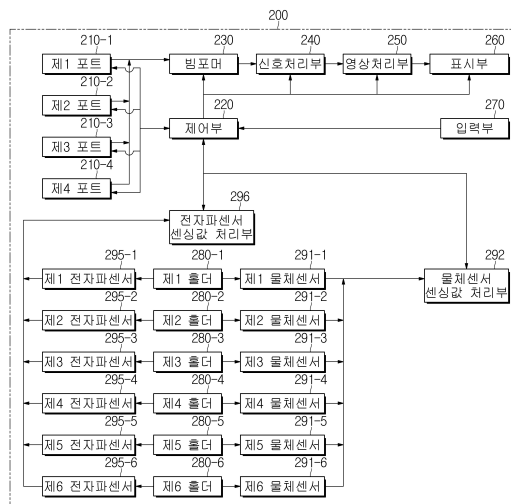 200
210-1
230
240
250
260
제1 포트
빔포머
신호처리부
영상처리부
표시부
210-2
제2 포트
220
270
210-3
제어부
입력부
제3 포트
210-4
제4 포트
296
전자파센서
센싱값 처리부
295-1
280-1
291-1
292
제1 전자파센서
제1 홀더
제1 물체센서
물체센서
센싱값 처리부
295-2
280-2
291-2
제2 전자파센서
제2 홀더
제2 물체센서
295-3
280-3
291-3
제3 전자파센서
제3 홀더
제3 물체센서
295-4
280-4
291-4
제4 전자파센서
제4 홀더
제4 물체센서
295-5
280-5
291-5
제5 전자파센서
제5 홀더
제5 물체센서
295-6
280-6
291-6
제6 전자파센서
제6 홀더
제6 물체센서